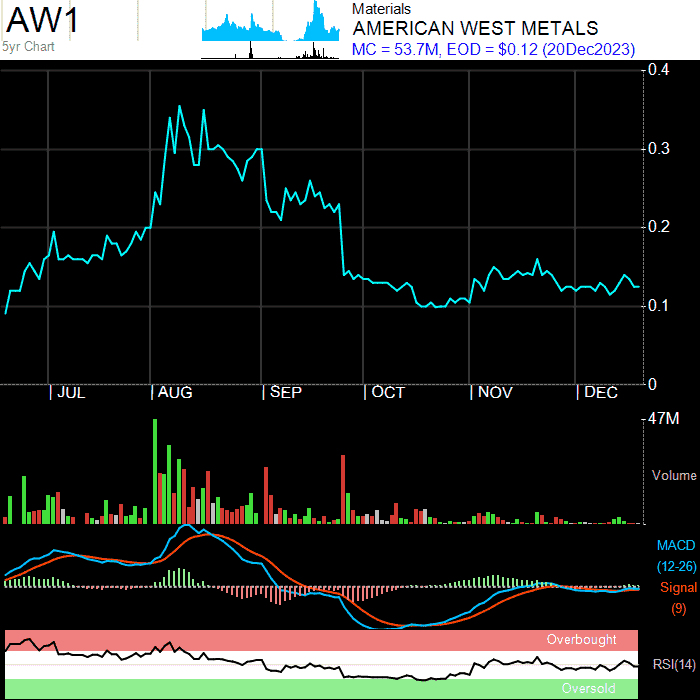 AW1
5yr Chart
Materials
AMERICAN WEST METALS
MC = 53.7M, EOD = $0.12 (20Dec2023)
0.4
0.3
0.2
0.1
0
JUL AUG SEP OCT NOV DEC
47M
Volume
MACD
(12-26)
Signal
(9)
Overbought
RSI(14)
Oversold